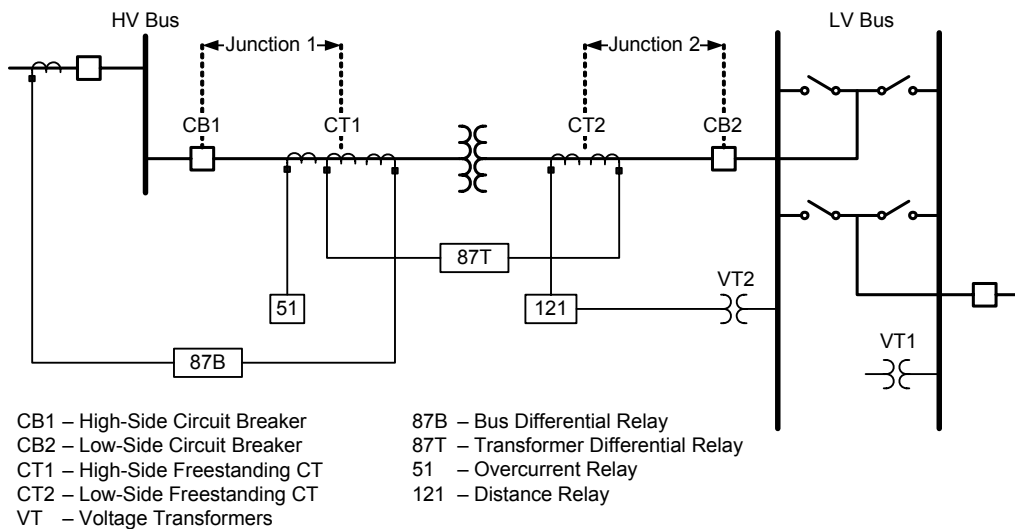 HV Bus
LV Bus
Junction 1
Junction 2
CB1
CT1
CT2
CB2
87T
VT2
51
121
VT1
87B
CB1 – High-Side Circuit Breaker
CB2 – Low-Side Circuit Breaker
CT1 – High-Side Freestanding CT
CT2 – Low-Side Freestanding CT
VT – Voltage Transformers
87B – Bus Differential Relay
87T – Transformer Differential Relay
51 – Overcurrent Relay
121 – Distance Relay